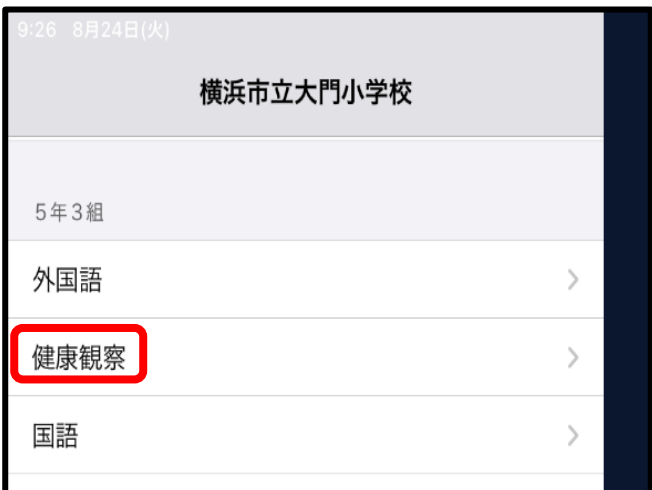 9:26 8月24日(火)
横浜市立大門小学校
5年3組
外国語
健康観察
国語